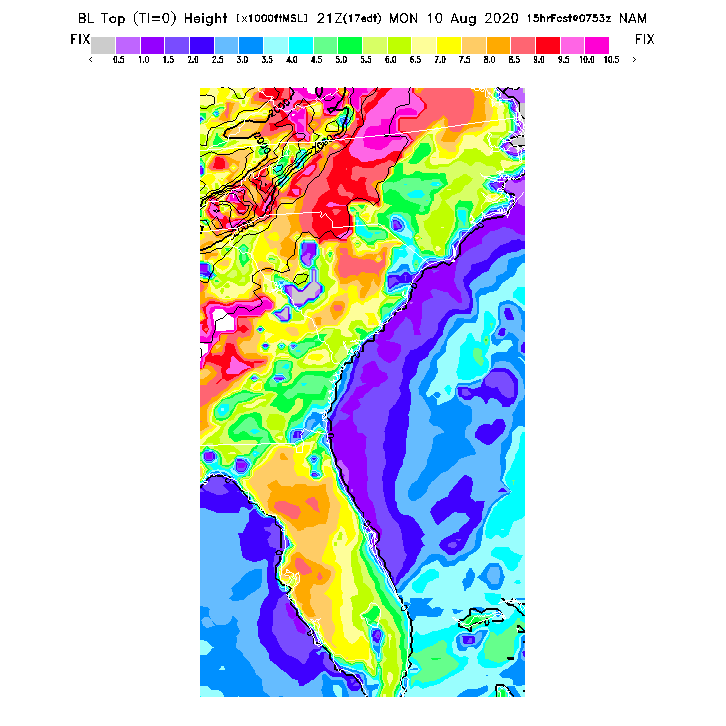 BL Top (TI=0) Height [x1000ftMSL] 21Z(17edt) MON 10 Aug 2020 15hrFcst@0753z NAM
FIX FIX
< 0.5 1.0 1.5 2.0 2.5 3.0 3.5 4.0 4.5 5.0 5.5 6.0 6.5 7.0 7.5 8.0 8.5 9.0 9.5 10.0 10.5 >